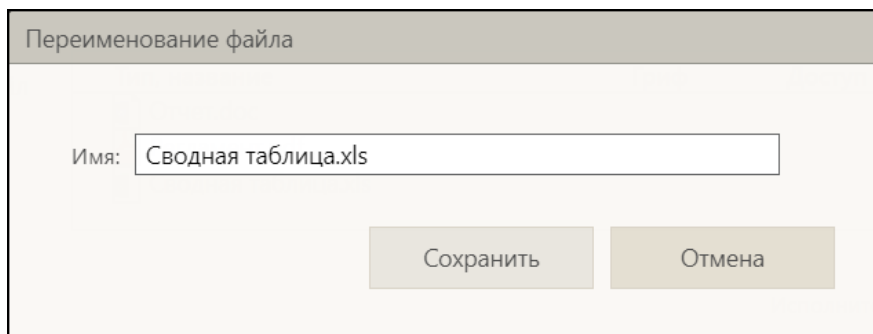 Переименование файла
Имя: Сводная таблица.xls
Сохранить Отмена